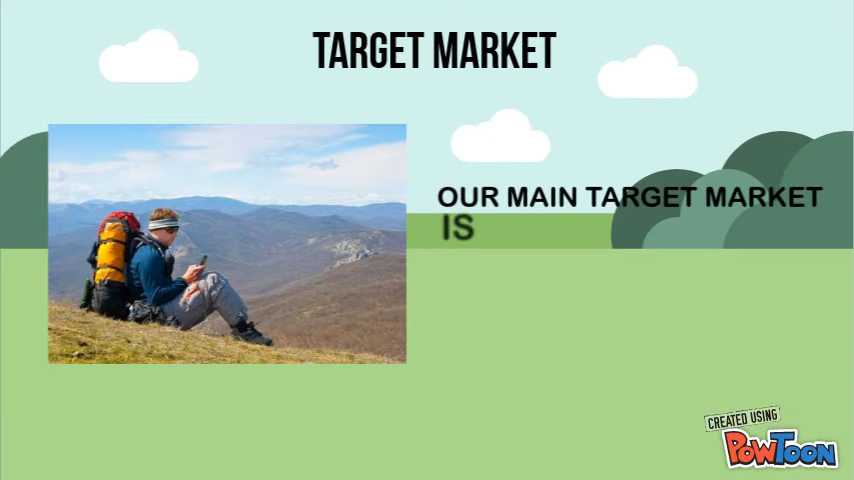 TARGET MARKET
OUR MAIN TARGET MARKET
IS
CREATED USING
POWTOON